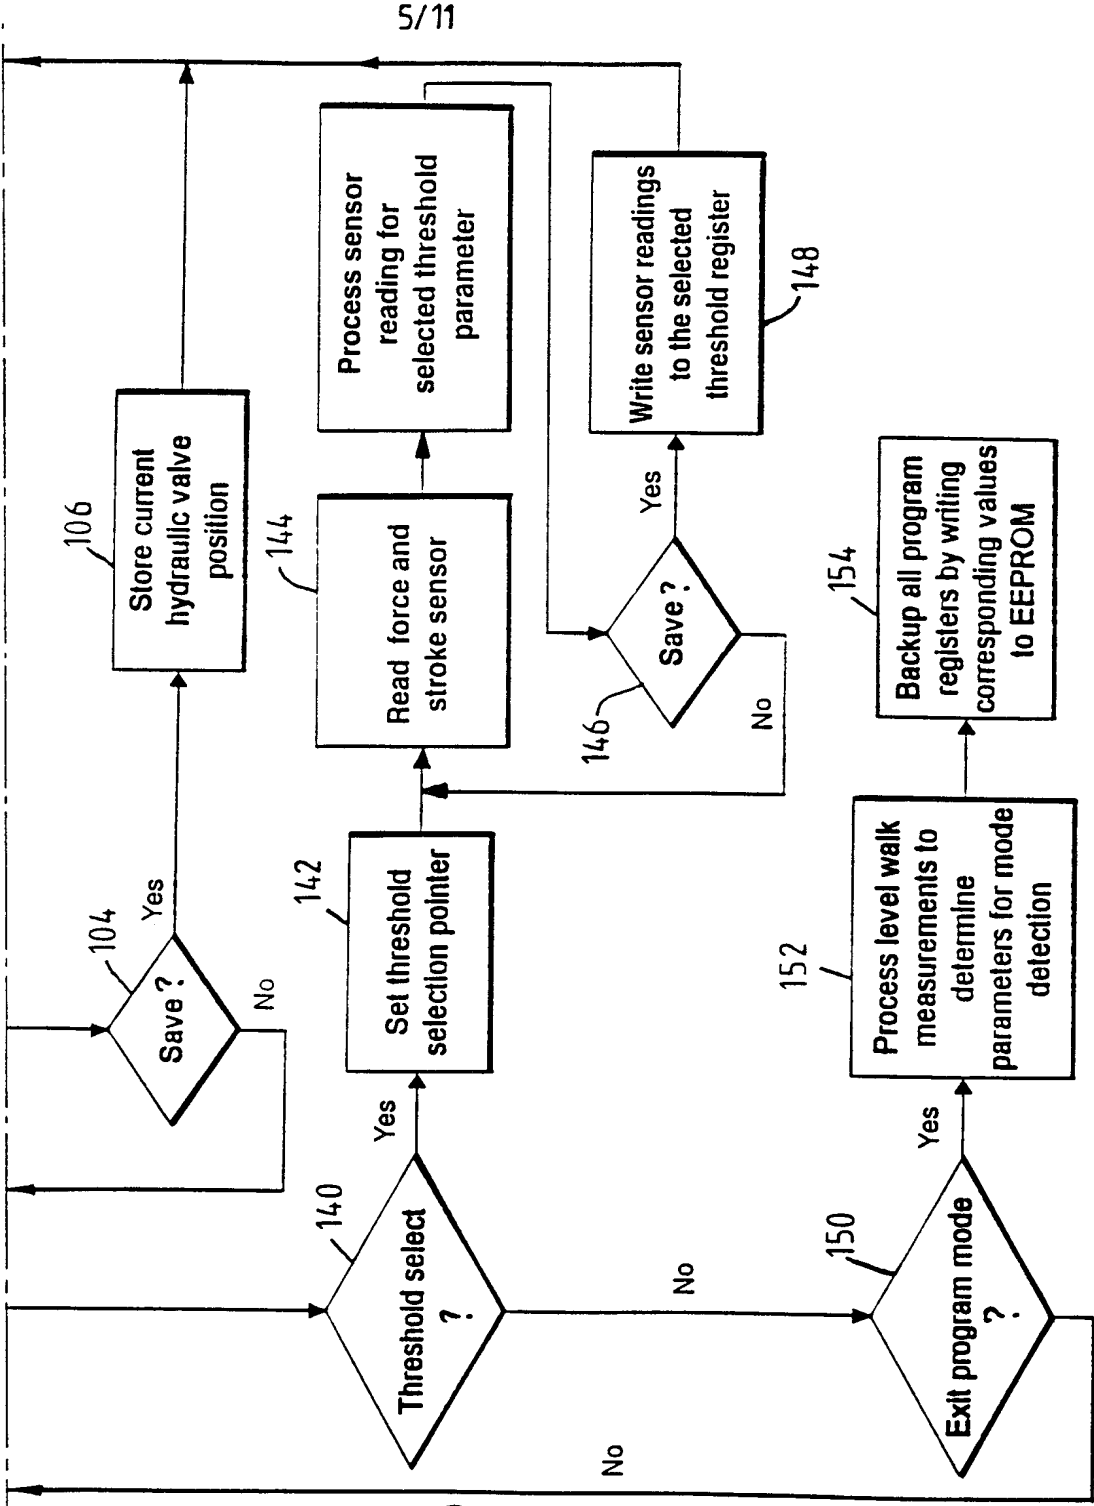 5/11
104
Save ?
Yes
No
106
Store current
hydraulic valve
position
140
Threshold select
?
Yes
No
142
Set threshold
selection pointer
144
Read force and
stroke sensor
Process sensor
reading for
selected threshold
parameter
146
Save ?
Yes
No
Write sensor readings
to the selected
threshold register
148
150
Exit program mode
?
Yes
No
152
Process level walk
measurements to
determine
parameters for mode
detection
154
Backup all program
registers by writing
corresponding values
to EEPROM